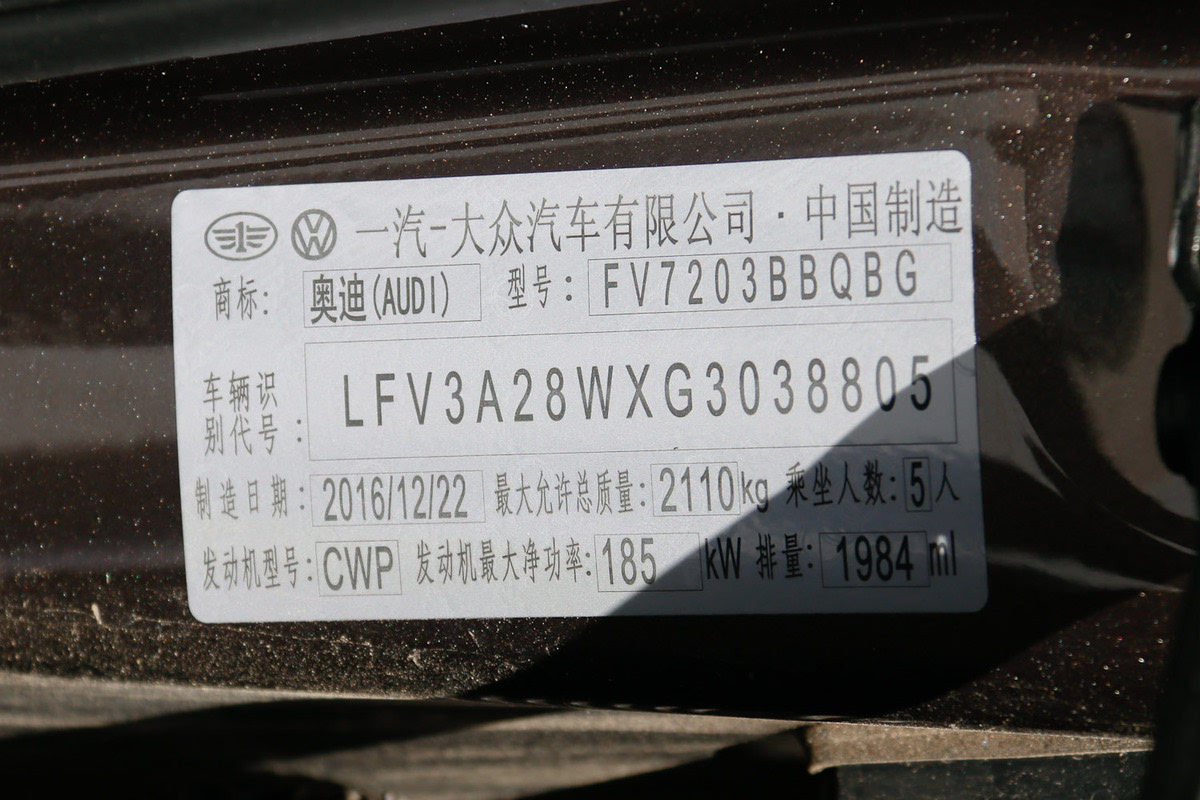 一汽-大众汽车有限公司·中国制造
商标: 奥迪(AUDI) 型号: FV7203BBQBG
车辆识
别代号: LFV3A28WXG3038805
制造日期: 2016/12/22 最大允许总质量: 2110kg 乘坐人数: 5人
发动机型号: CWP 发动机最大净功率: 185 kW 排量: 1984 ml